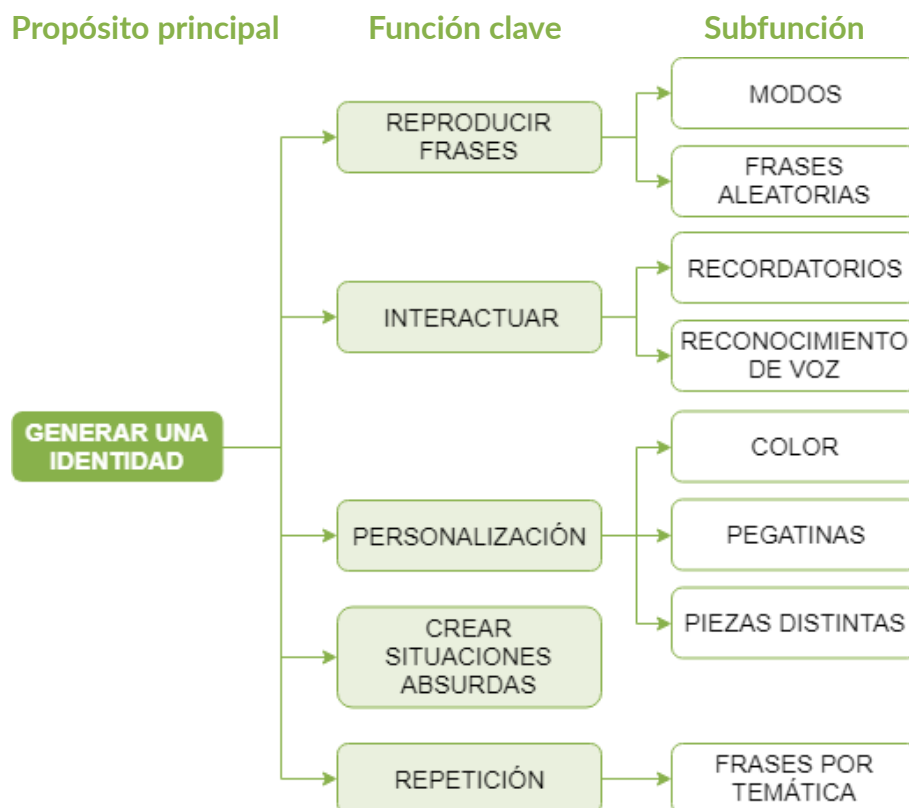 Propósito principal
Función clave
Subfunción
REPRODUCIR
FRASES
MODOS
FRASES
ALEATORIAS
INTERACTUAR
RECORDATORIOS
RECONOCIMIENTO
DE VOZ
GENERAR UNA
IDENTIDAD
PERSONALIZACIÓN
COLOR
PEGATINAS
PIEZAS DISTINTAS
CREAR
SITUACIONES
ABSURDAS
REPETICIÓN
FRASES POR
TEMÁTICA